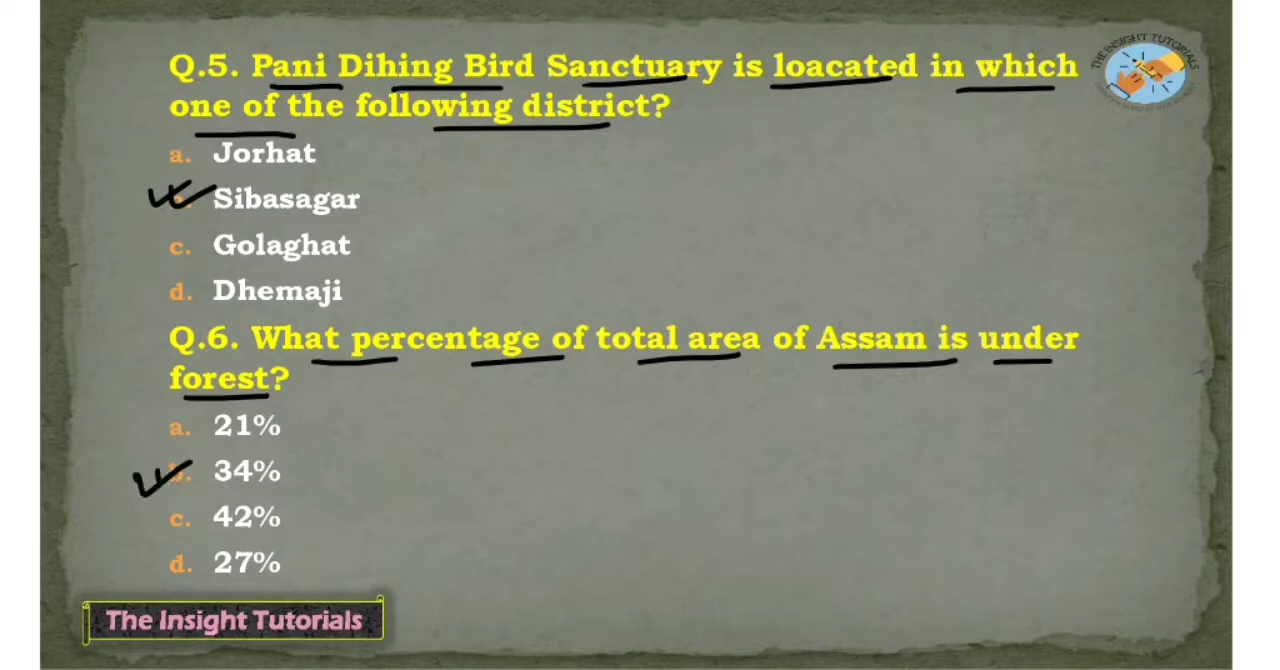 Q.5. Pani Dihing Bird Sanctuary is loacated in which
one of the following district?
a. Jorhat
Sibasagar
c. Golaghat
d. Dhemaji
Q.6. What percentage of total area of Assam is under
forest?
a. 21%
b. 34%
c. 42%
d. 27%
The Insight Tutorials
THE INSIGHT TUTORIALS